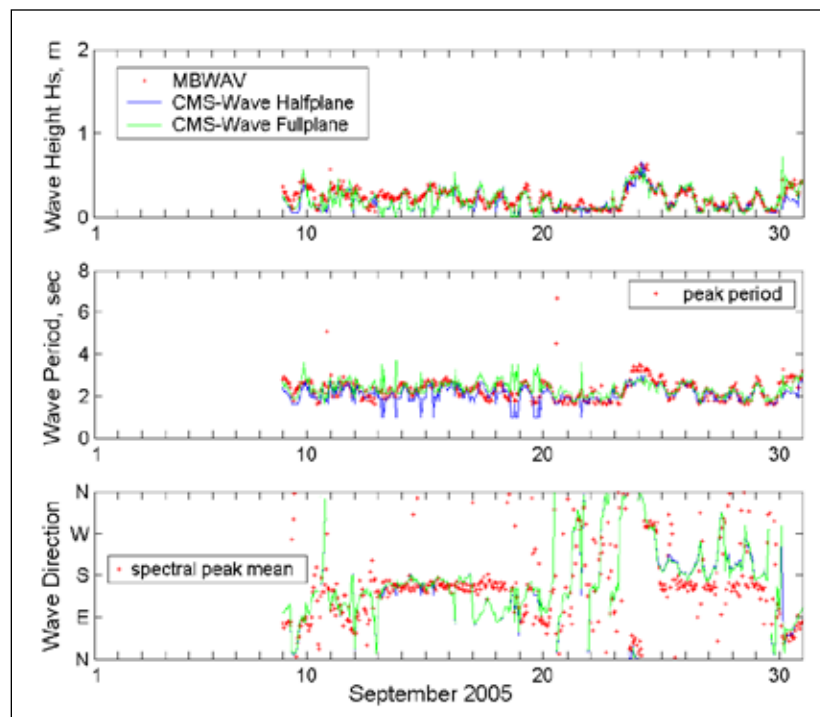 Wave Height Hs, m
2
1
0
MBWAV
CMS-Wave Halfplane
CMS-Wave Fullplane
1
10
20
30
Wave Period, sec
8
6
4
2
0
peak period
1
10
20
30
Wave Direction
N
W
S
E
N
spectral peak mean
1
10
20
30
September 2005